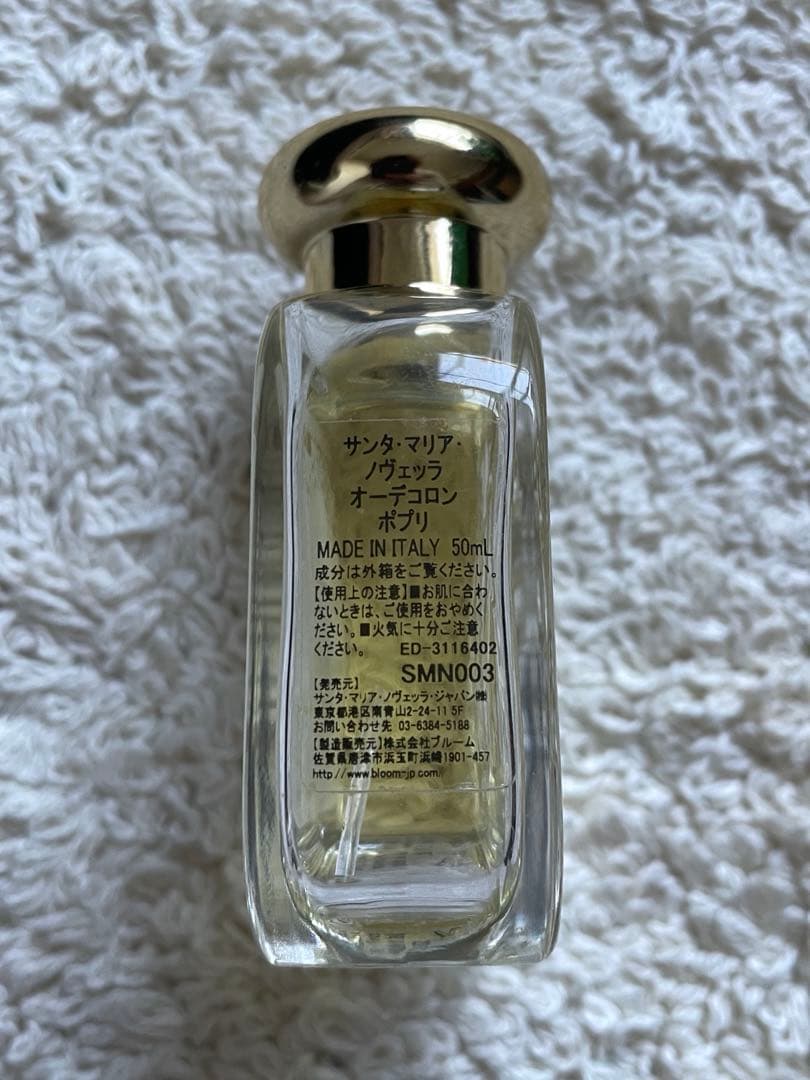 サンタ・マリア・
ノヴェッラ
オーデコロン
ポプリ
MADE IN ITALY 50mL
成分は外箱をご覧ください。
【使用上の注意】■お肌に合わ
ないときは、ご使用をおやめく
ださい。■火気に十分ご注意
ください。 ED-3116402
SMN003
【発売元】
サンタ・マリア・ノヴェッラ・ジャパン㈱
東京都港区南青山2-24-11 5F
お問い合わせ先 03-6384-5188
【製造販売元】株式会社ブルーム
佐賀県唐津市浜玉町浜崎1901-457
http://www.bloom-jp.com/